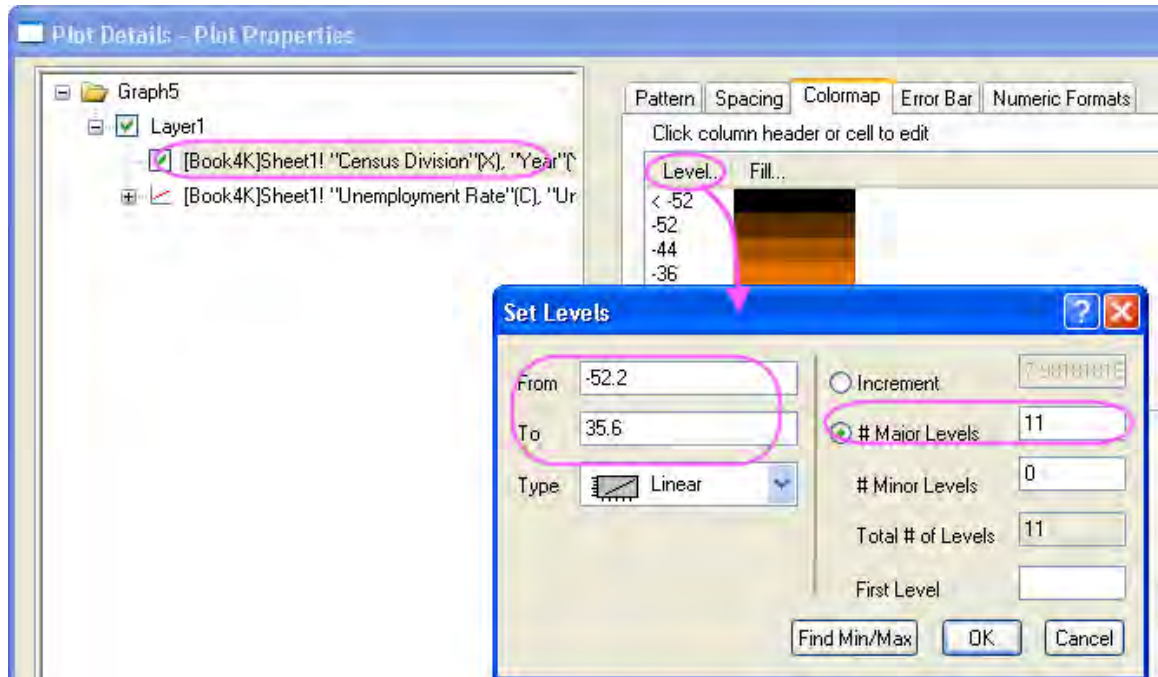 Plot Details - Plot Properties
Graph5
Layer1
[Book4K]Sheet1! "Census Division"(X), "Year"(Y
[Book4K]Sheet1! "Unemployment Rate"(C), "Ur
Pattern Spacing Colormap Error Bar Numeric Formats
Click column header or cell to edit
Level... Fill...
< -52
-52
-44
-36
Set Levels
From -52.2
To 35.6
Type Linear
Increment
# Major Levels 11
# Minor Levels 0
Total # of Levels 11
First Level
Find Min/Max OK Cancel